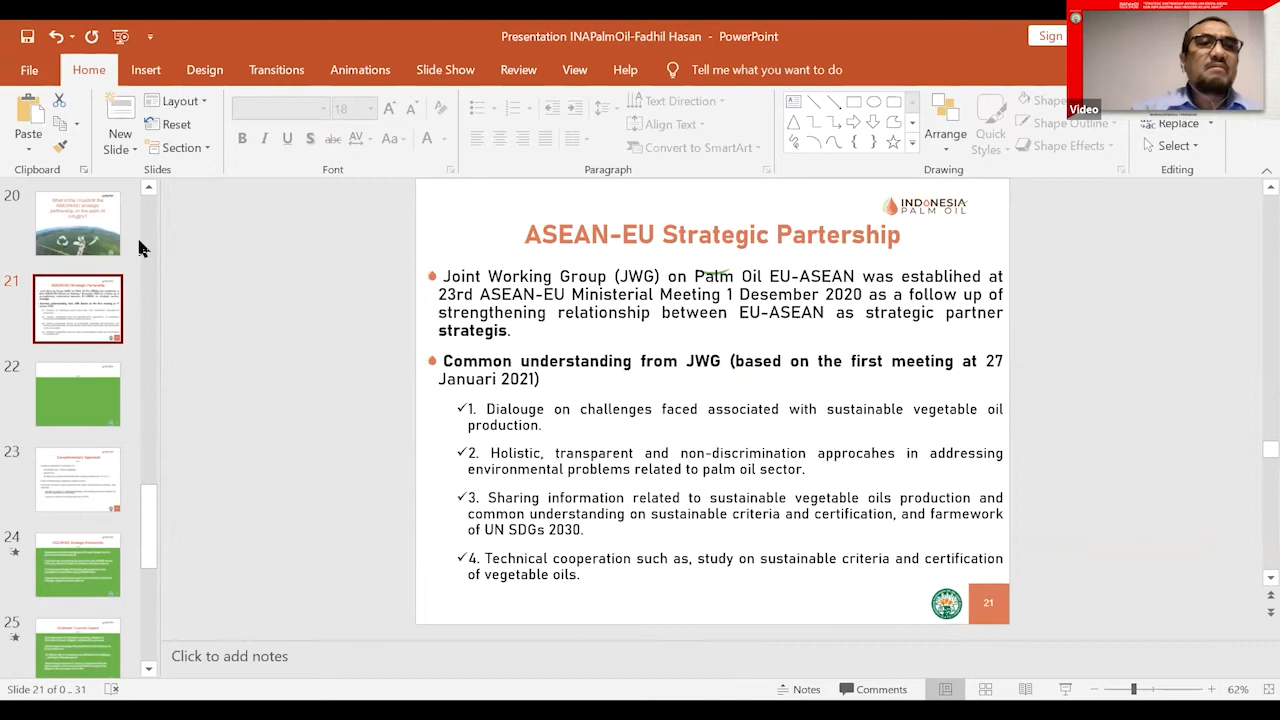 Presentation INAPalmOil-Fadhil Hasan - PowerPoint
Sign
Video
File Home Insert Design Transitions Animations Slide Show Review View Help Tell me what you want to do
Paste
New
Slide
Layout
Reset
Section
18
Text Direction
Align Text
Convert to SmartArt
Arrange
Quick
Styles
Shape Outline
Shape Effects
Replace
Select
Clipboard Slides Font Paragraph Drawing Editing
20
21
22
23
24
25
INDONESIA
PALM OIL
ASEAN-EU Strategic Partership
Joint Working Group (JWG) on Palm Oil EU-ASEAN was establihed at
23rd ASEAN-EU Ministerial Meeting 1 Desember 2020 as a follow up of
strenghtening relationship between EU-ASEAN as strategic partner
strategis.
Common understanding from JWG (based on the first meeting at 27
Januari 2021)
1. Dialouge on challenges faced associated with sustainable vegetable oil
production.
2. Holistic, transparent and no discriminatory approcahes in addressing
environmental problems related to palm oil sector.
3. Sharing information related to sustainable vegetable oils production and
common understanding on sustainable criteria and certification, and farmework
of UN SDGs 2030.
4. Technical cooperation such as study on sustainable criteria and certification
of vegetable oils.
21
Click to add notes
Slide 21 of 0 .. 31
Notes
Comments
62%